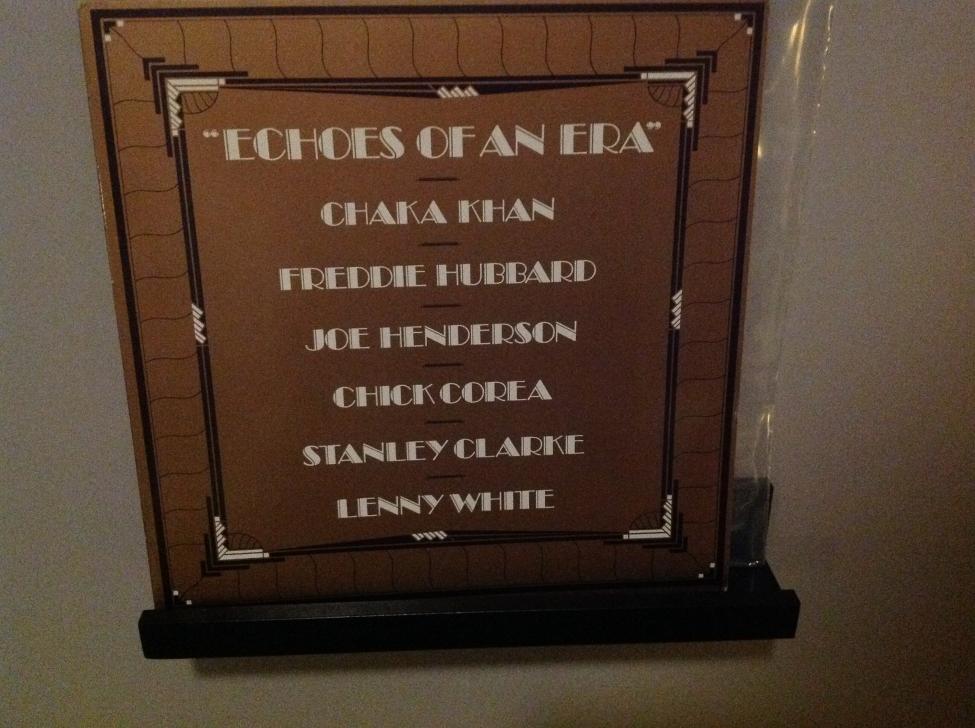 "ECHOES OF AN ERA"
CHAKA KHAN
FREDDIE HUBBARD
JOE HENDERSON
CHICK COREA
STANLEY CLARKE
LENNY WHITE